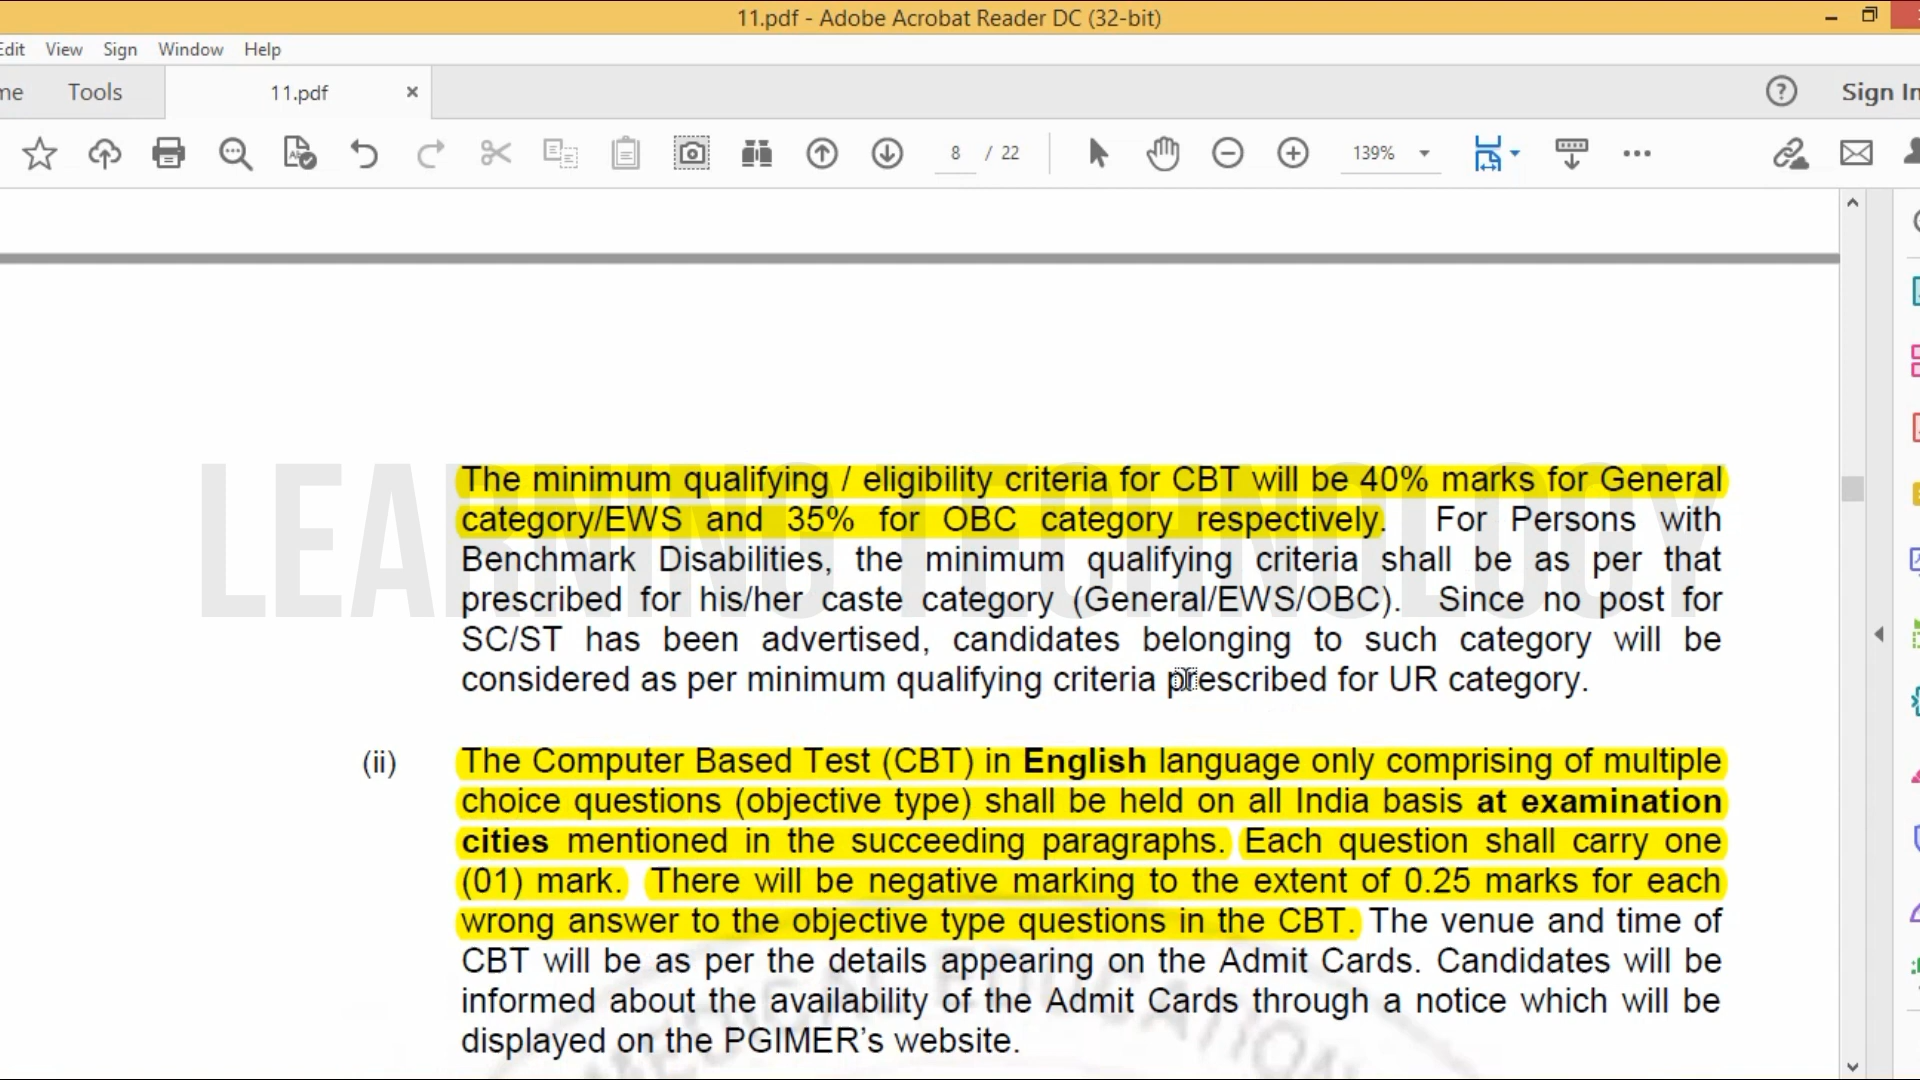 11.pdf - Adobe Acrobat Reader DC (32-bit)
Edit View Sign Window Help
me Tools 11.pdf × ? Sign In
8 / 22 139%
LEARNING TECHNOLOGY
The minimum qualifying / eligibility criteria for CBT will be 40% marks for General
category/EWS and 35% for OBC category respectively. For Persons with
Benchmark Disabilities, the minimum qualifying criteria shall be as per that
prescribed for his/her caste category (General/EWS/OBC). Since no post for
SC/ST has been advertised, candidates belonging to such category will be
considered as per minimum qualifying criteria prescribed for UR category.
(ii) The Computer Based Test (CBT) in English language only comprising of multiple
choice questions (objective type) shall be held on all India basis at examination
cities mentioned in the succeeding paragraphs. Each question shall carry one
(01) mark. There will be negative marking to the extent of 0.25 marks for each
wrong answer to the objective type questions in the CBT. The venue and time of
CBT will be as per the details appearing on the Admit Cards. Candidates will be
informed about the availability of the Admit Cards through a notice which will be
displayed on the PGIMER’s website.
MEDICAL EDUCATION